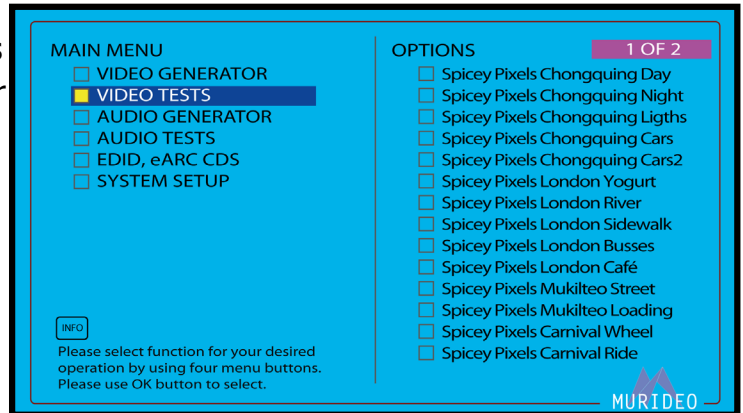 MAIN MENU
VIDEO GENERATOR
VIDEO TESTS
AUDIO GENERATOR
AUDIO TESTS
EDID, eARC CDS
SYSTEM SETUP
INFO
Please select function for your desired
operation by using four menu buttons.
Please use OK button to select.
OPTIONS
1 OF 2
Spicey Pixels Chongquing Day
Spicey Pixels Chongquing Night
Spicey Pixels Chongquing Ligths
Spicey Pixels Chongquing Cars
Spicey Pixels Chongquing Cars2
Spicey Pixels London Yogurt
Spicey Pixels London River
Spicey Pixels London Sidewalk
Spicey Pixels London Busses
Spicey Pixels London Café
Spicey Pixels Mukilteo Street
Spicey Pixels Mukilteo Loading
Spicey Pixels Carnival Wheel
Spicey Pixels Carnival Ride
MURIDEO